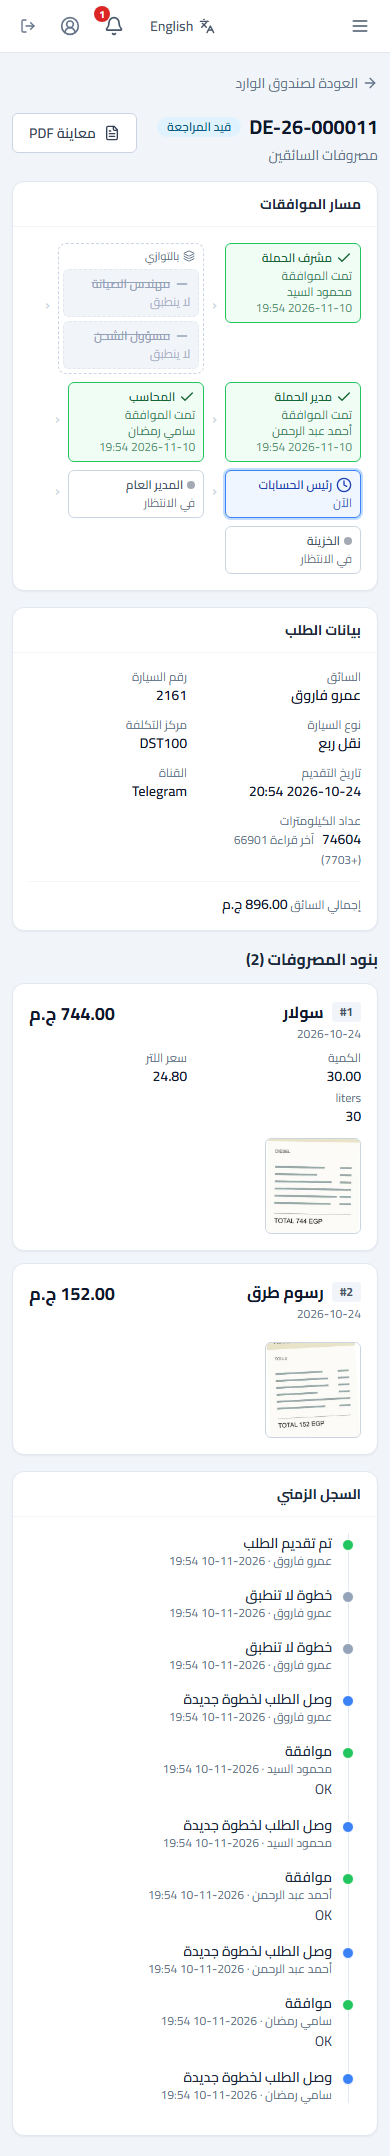 1
English
العودة لصندوق الوارد
DE-26-000011
قيد المراجعة
معاينة PDF
مصروفات السائقين
مسار الموافقات
مشرف الحملة
تمت الموافقة
محمود السيد
2026-11-10 19:54
بالتوازي
مهندس الصيانة
لا ينطبق
مسؤول الشحن
لا ينطبق
مدير الحملة
تمت الموافقة
أحمد عبد الرحمن
2026-11-10 19:54
المحاسب
تمت الموافقة
سامي رمضان
2026-11-10 19:54
رئيس الحسابات
الآن
المدير العام
في الانتظار
الخزينة
في الانتظار
بيانات الطلب
السائق
عمرو فاروق
رقم السيارة
2161
نوع السيارة
نقل ربع
مركز التكلفة
DST100
تاريخ التقديم
2026-10-24 20:54
القناة
Telegram
عداد الكيلومترات
74604 آخر قراءة 66901
(+7703)
إجمالي السائق 896.00 ج.م
بنود المصروفات (2)
#1 سولار
744.00 ج.م
2026-10-24
الكمية
30.00
سعر اللتر
24.80
liters
30
DIESEL
TOTAL 744 EGP
#2 رسوم طرق
152.00 ج.م
2026-10-24
TOTAL 152 EGP
السجل الزمني
تم تقديم الطلب
عمرو فاروق · 2026-11-10 19:54
خطوة لا تنطبق
عمرو فاروق · 2026-11-10 19:54
خطوة لا تنطبق
عمرو فاروق · 2026-11-10 19:54
وصل الطلب لخطوة جديدة
عمرو فاروق · 2026-11-10 19:54
موافقة
محمود السيد · 2026-11-10 19:54
OK
وصل الطلب لخطوة جديدة
محمود السيد · 2026-11-10 19:54
موافقة
أحمد عبد الرحمن · 2026-11-10 19:54
OK
وصل الطلب لخطوة جديدة
أحمد عبد الرحمن · 2026-11-10 19:54
موافقة
سامي رمضان · 2026-11-10 19:54
OK
وصل الطلب لخطوة جديدة
سامي رمضان · 2026-11-10 19:54